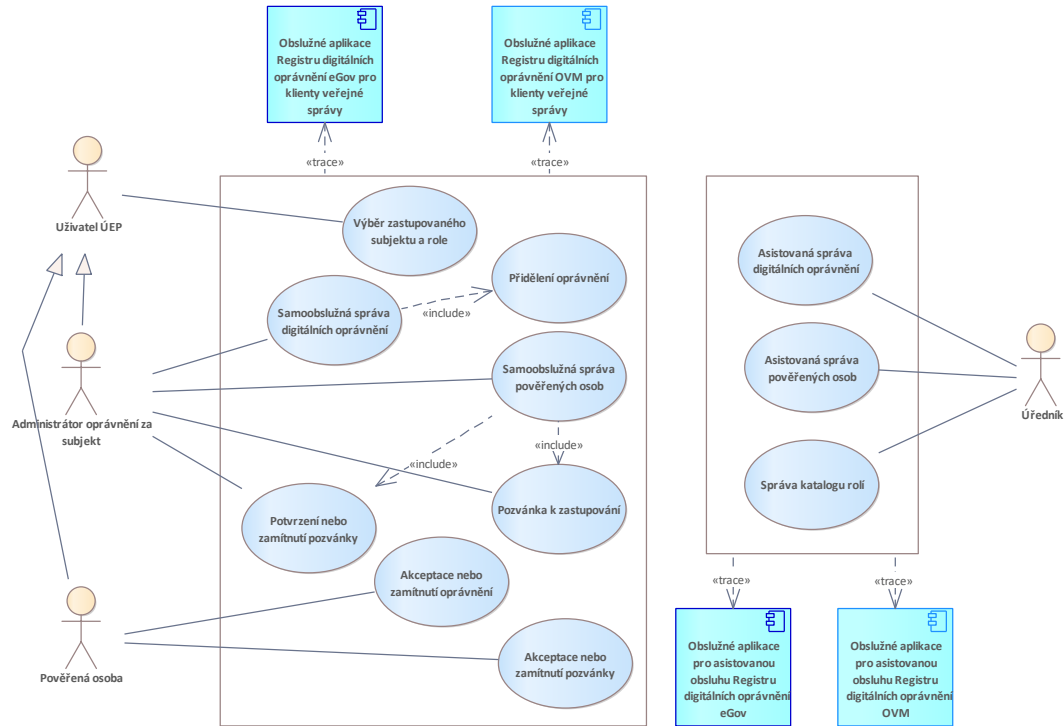 Obslužné aplikace
Registru digitálních
oprávnění eGov pro
klienty veřejné
správy
Obslužné aplikace
Registru digitálních
oprávnění OVM pro
klienty veřejné
správy
«trace»
«trace»
Uživatel ÚEP
Výběr zastupovaného
subjektu a role
Přidělení oprávnění
Samoobslužná správa
digitálních oprávnění
«include»
Samoobslužná správa
pověřených osob
Administrátor oprávnění za
subjekt
«include»
«include»
Potvrzení nebo
zamítnutí pozvánky
Pozvánka k zastupování
Akceptace nebo
zamítnutí oprávnění
Akceptace nebo
zamítnutí pozvánky
Pověřená osoba
Asistovaná správa
digitálních oprávnění
Asistovaná správa
pověřených osob
Správa katalogu rolí
Úředník
«trace»
«trace»
Obslužné aplikace
pro asistovanou
obsluhu Registru
digitálních oprávnění
eGov
Obslužné aplikace
pro asistovanou
obsluhu Registru
digitálních oprávnění
OVM